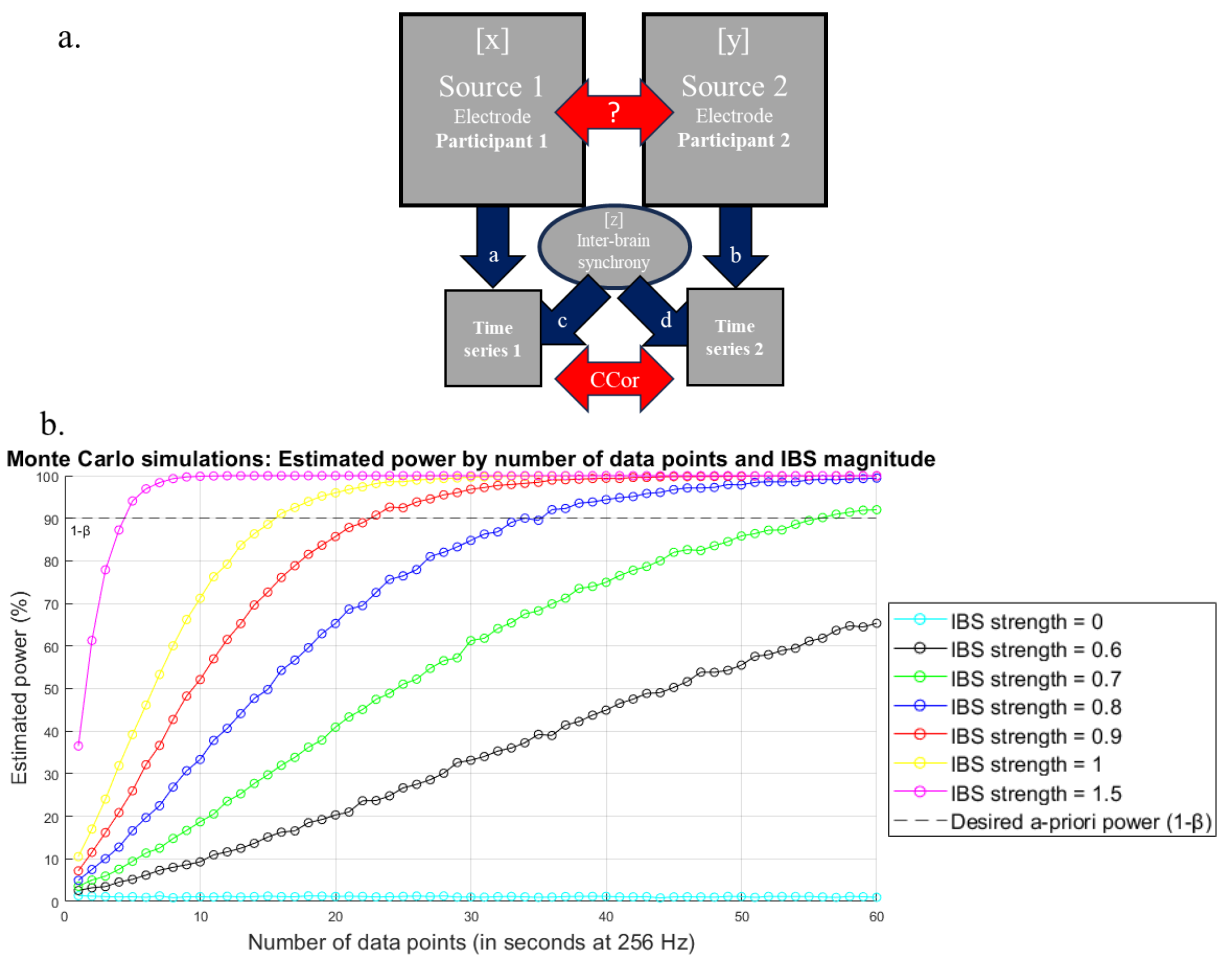 a.
[x]
Source 1
Electrode
Participant 1
[y]
Source 2
Electrode
Participant 2
?
[z]
Inter-brain
synchrony
a
b
c
d
Time
series 1
Time
series 2
CCor
b.
Monte Carlo simulations: Estimated power by number of data points and IBS magnitude
Estimated power (%)
100
90
80
70
60
50
40
30
20
10
0
1-β
0
10
20
30
40
50
60
Number of data points (in seconds at 256 Hz)
IBS strength = 0
IBS strength = 0.6
IBS strength = 0.7
IBS strength = 0.8
IBS strength = 0.9
IBS strength = 1
IBS strength = 1.5
Desired a-priori power (1-β)